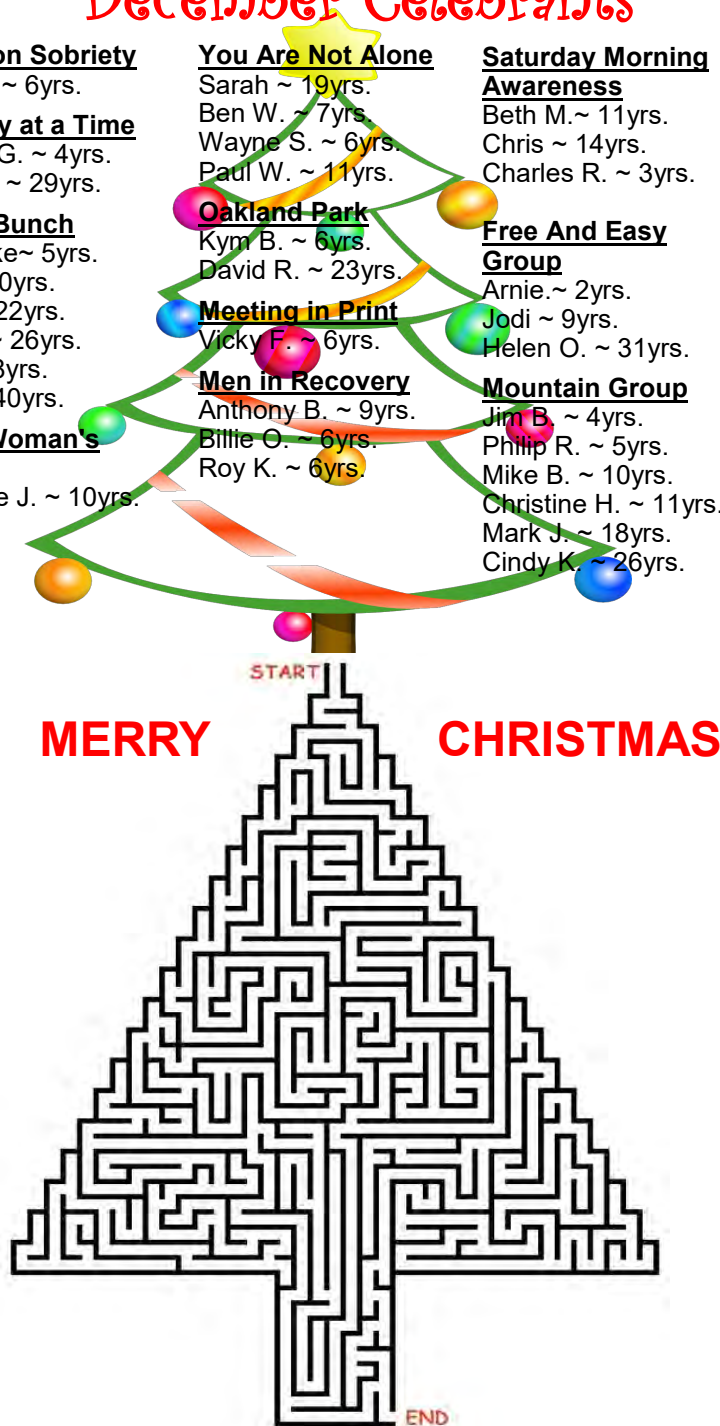 December Celebrants
on Sobriety
~ 6yrs.
y at a Time
G. ~ 4yrs.
~ 29yrs.
Bunch
ke~ 5yrs.
0yrs.
22yrs.
~ 26yrs.
3yrs.
40yrs.
Woman's
e J. ~ 10yrs.
You Are Not Alone
Sarah ~ 19yrs.
Ben W. ~ 7yrs.
Wayne S. ~ 6yrs.
Paul W. ~ 11yrs.
Oakland Park
Kym B. ~ 6yrs.
David R. ~ 23yrs.
Meeting in Print
Vicky F. ~ 6yrs.
Men in Recovery
Anthony B. ~ 9yrs.
Billie O. ~ 6yrs.
Roy K. ~ 6yrs.
Saturday Morning
Awareness
Beth M.~ 11yrs.
Chris ~ 14yrs.
Charles R. ~ 3yrs.
Free And Easy
Group
Arnie.~ 2yrs.
Jodi ~ 9yrs.
Helen O. ~ 31yrs.
Mountain Group
Jim B. ~ 4yrs.
Philip R. ~ 5yrs.
Mike B. ~ 10yrs.
Christine H. ~ 11yrs.
Mark J. ~ 18yrs.
Cindy K. ~ 26yrs.
START
MERRY CHRISTMAS
END